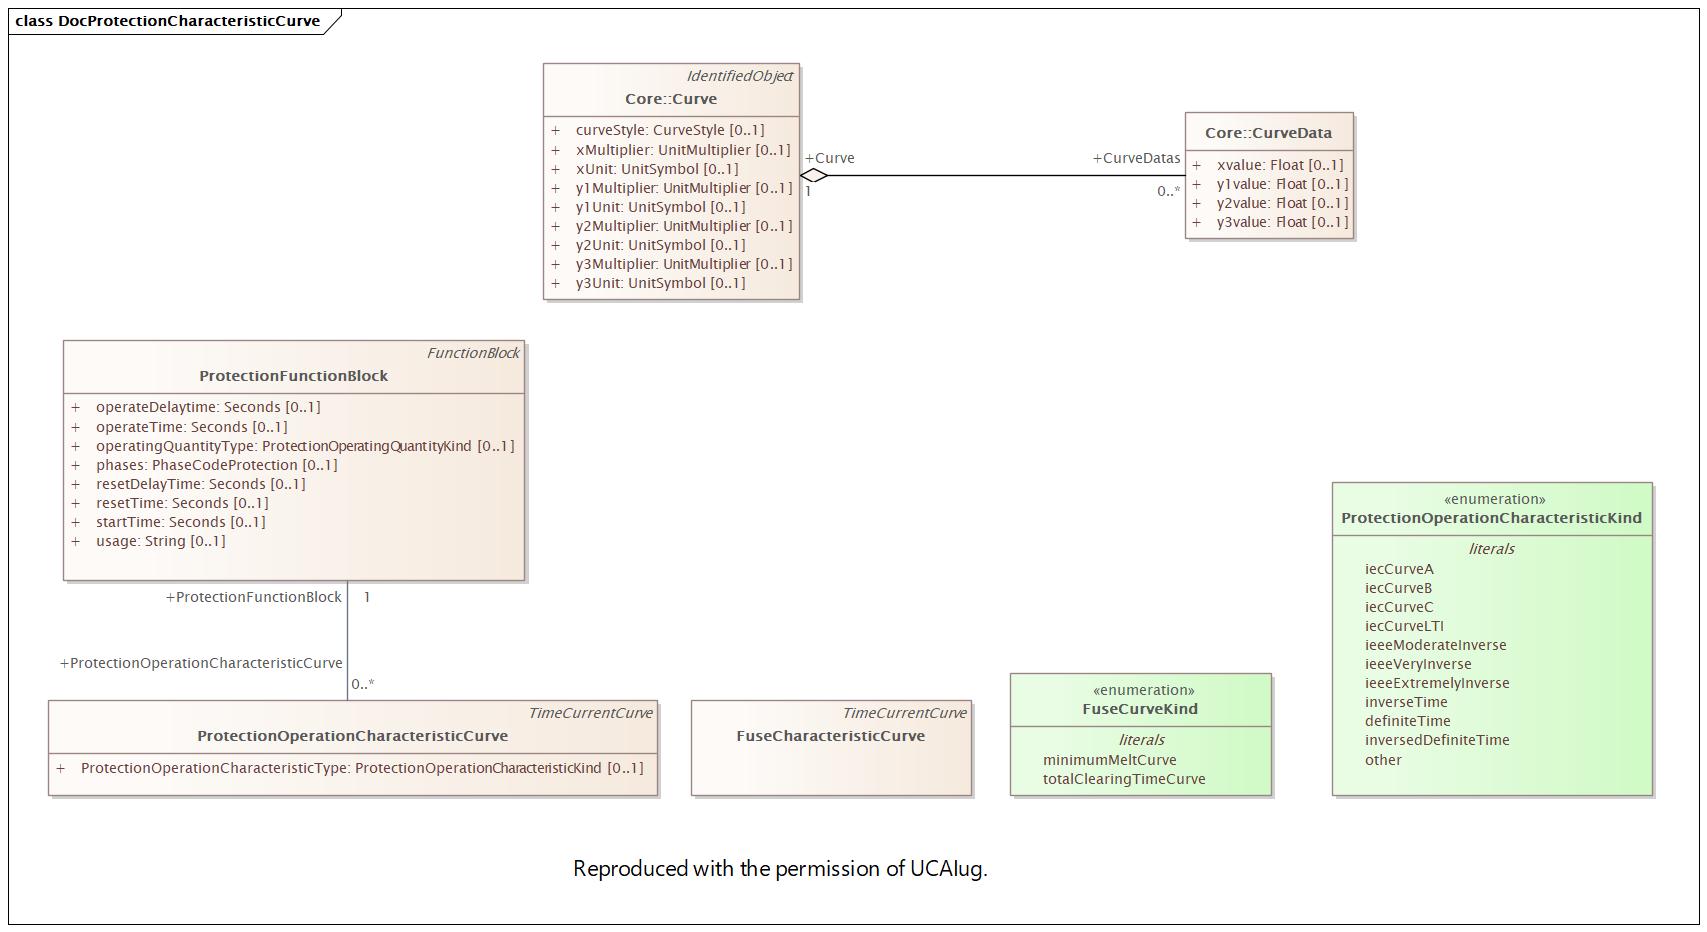 class DocProtectionCharacteristicCurve
IdentifiedObject
Core::Curve
+ curveStyle: CurveStyle [0..1]
+ xMultiplier: UnitMultiplier [0..1]
+ xUnit: UnitSymbol [0..1]
+ y1Multiplier: UnitMultiplier [0..1]
+ y1Unit: UnitSymbol [0..1]
+ y2Multiplier: UnitMultiplier [0..1]
+ y2Unit: UnitSymbol [0..1]
+ y3Multiplier: UnitMultiplier [0..1]
+ y3Unit: UnitSymbol [0..1]
+Curve
1
+CurveDatas
0..*
Core::CurveData
+ xvalue: Float [0..1]
+ y1value: Float [0..1]
+ y2value: Float [0..1]
+ y3value: Float [0..1]
FunctionBlock
ProtectionFunctionBlock
+ operateDelaytime: Seconds [0..1]
+ operateTime: Seconds [0..1]
+ operatingQuantityType: ProtectionOperatingQuantityKind [0..1]
+ phases: PhaseCodeProtection [0..1]
+ resetDelayTime: Seconds [0..1]
+ resetTime: Seconds [0..1]
+ startTime: Seconds [0..1]
+ usage: String [0..1]
+ProtectionFunctionBlock 1
+ProtectionOperationCharacteristicCurve
0..*
TimeCurrentCurve
ProtectionOperationCharacteristicCurve
+ ProtectionOperationCharacteristicType: ProtectionOperationCharacteristicKind [0..1]
TimeCurrentCurve
FuseCharacteristicCurve
«enumeration»
FuseCurveKind
literals
minimumMeltCurve
totalClearingTimeCurve
«enumeration»
ProtectionOperationCharacteristicKind
literals
iecCurveA
iecCurveB
iecCurveC
iecCurveLTI
ieeeModerateInverse
ieeeVeryInverse
ieeeExtremelyInverse
inverseTime
definiteTime
inversedDefiniteTime
other
Reproduced with the permission of UCAIug.